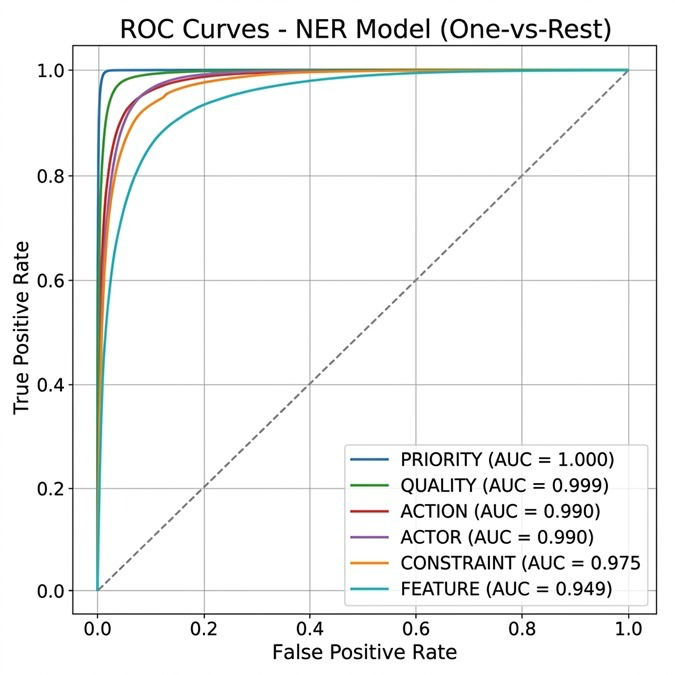 ROC Curves - NER Model (One-vs-Rest)
1.0
0.8
0.6
0.4
0.2
0.0
True Positive Rate
PRIORITY (AUC = 1.000)
QUALITY (AUC = 0.999)
ACTION (AUC = 0.990)
ACTOR (AUC = 0.990)
CONSTRAINT (AUC = 0.975
FEATURE (AUC = 0.949)
0.0 0.2 0.4 0.6 0.8 1.0
False Positive Rate